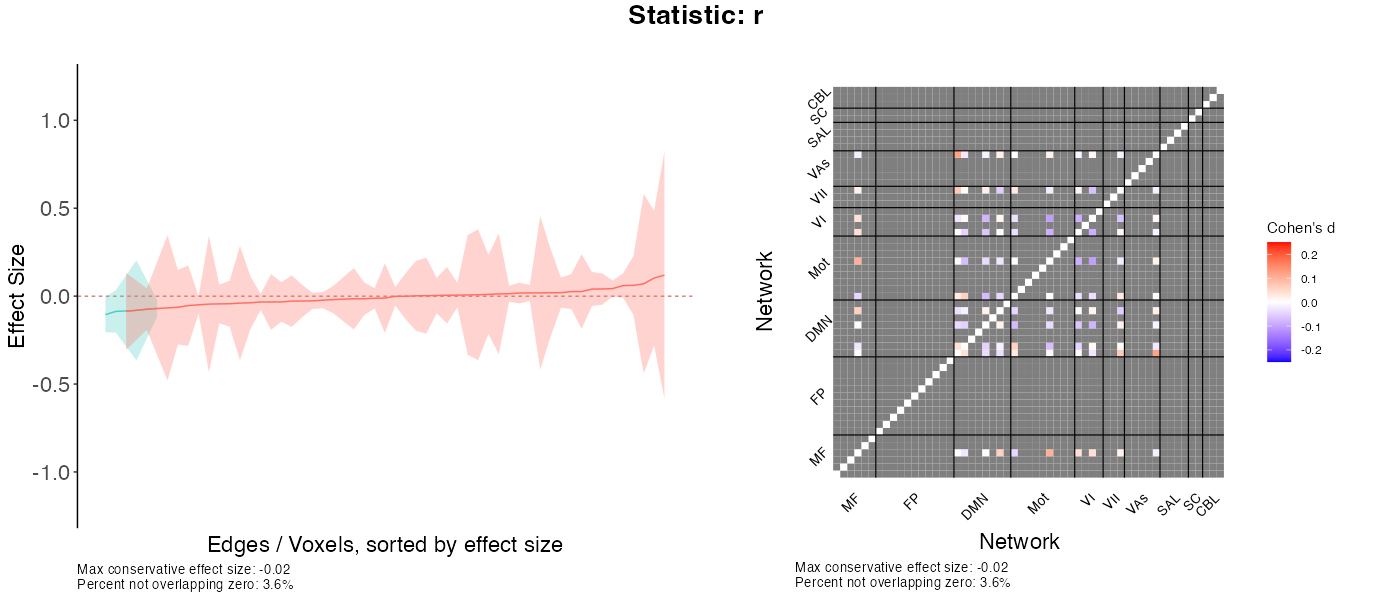 Statistic: r
Effect Size
1.0
0.5
0.0
-0.5
-1.0
Edges / Voxels, sorted by effect size
Max conservative effect size: -0.02
Percent not overlapping zero: 3.6%
Network
CBL
SC
SAL
VAs
VII
VI
Mot
DMN
FP
MF
MF
FP
DMN
Mot
VI
VII
VAs
SAL
SC
CBL
Network
Max conservative effect size: -0.02
Percent not overlapping zero: 3.6%
Cohen's d
0.2
0.1
0.0
-0.1
-0.2